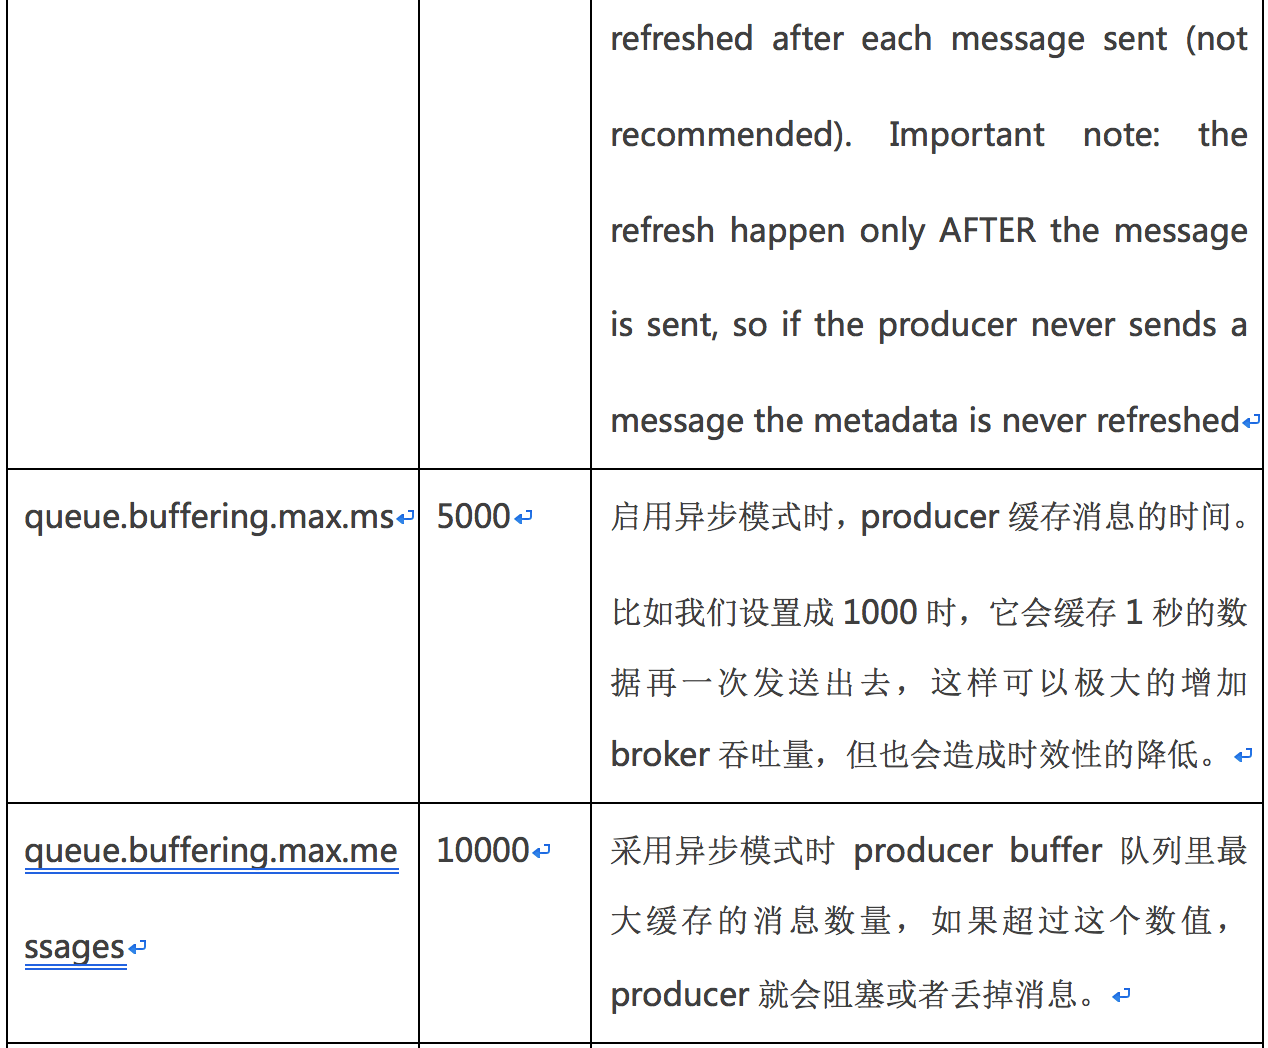 refreshed after each message sent (not
recommended). Important note: the
refresh happen only AFTER the message
is sent, so if the producer never sends a
message the metadata is never refreshed
queue.buffering.max.ms
5000
启用异步模式时，producer 缓存消息的时间。
比如我们设置成 1000 时，它会缓存 1 秒的数
据再一次发送出去，这样可以极大的增加
broker 吞吐量，但也会造成时效性的降低。
queue.buffering.max.me
ssages
10000
采用异步模式时 producer buffer 队列里最
大缓存的消息数量，如果超过这个数值，
producer 就会阻塞或者丢掉消息。